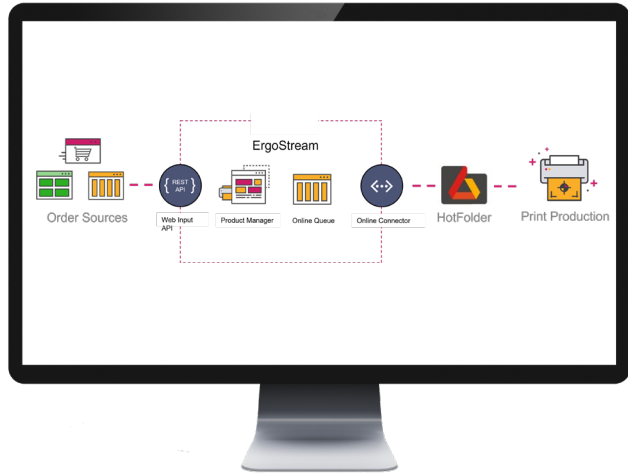 ErgoStream
{ REST
API }
Order Sources
Web Input
API
Product Manager
Online Queue
Online Connector
HotFolder
Print Production